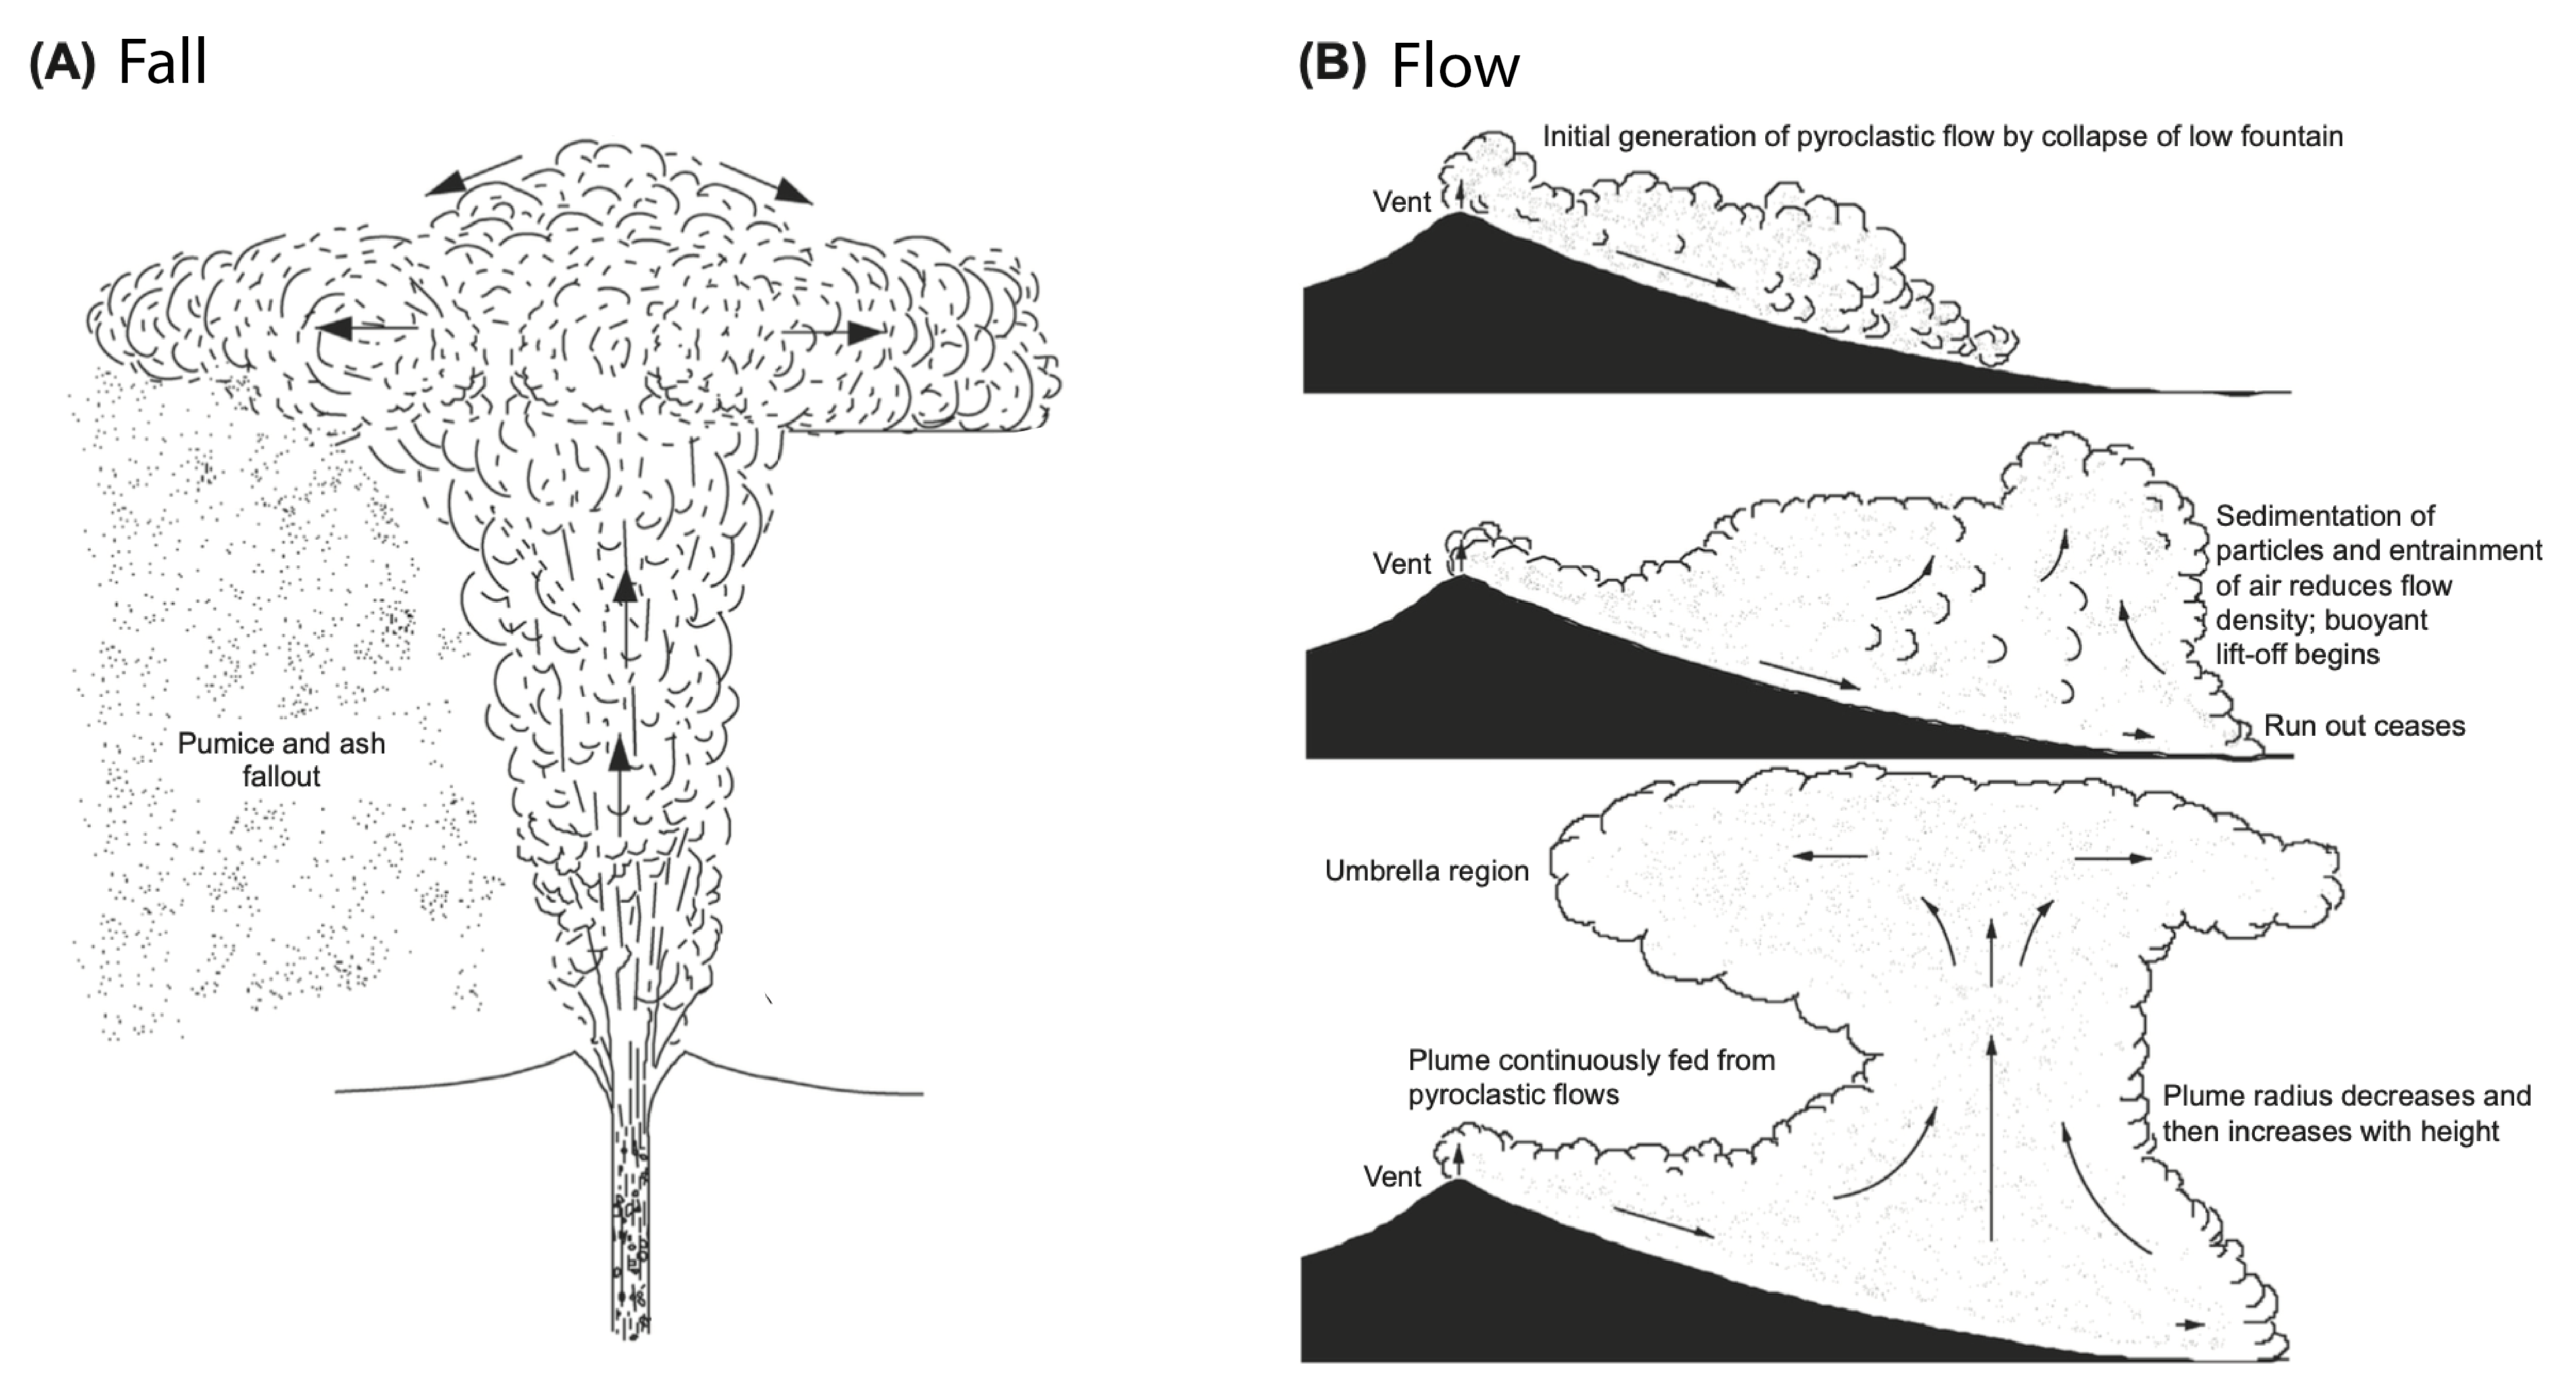 (A) Fall
Pumice and ash
fallout
(B) Flow
Initial generation of pyroclastic flow by collapse of low fountain
Vent
Vent
Sedimentation of
particles and entrainment
of air reduces flow
density; buoyant
lift-off begins
Run out ceases
Umbrella region
Plume continuously fed from
pyroclastic flows
Plume radius decreases and
then increases with height
Vent